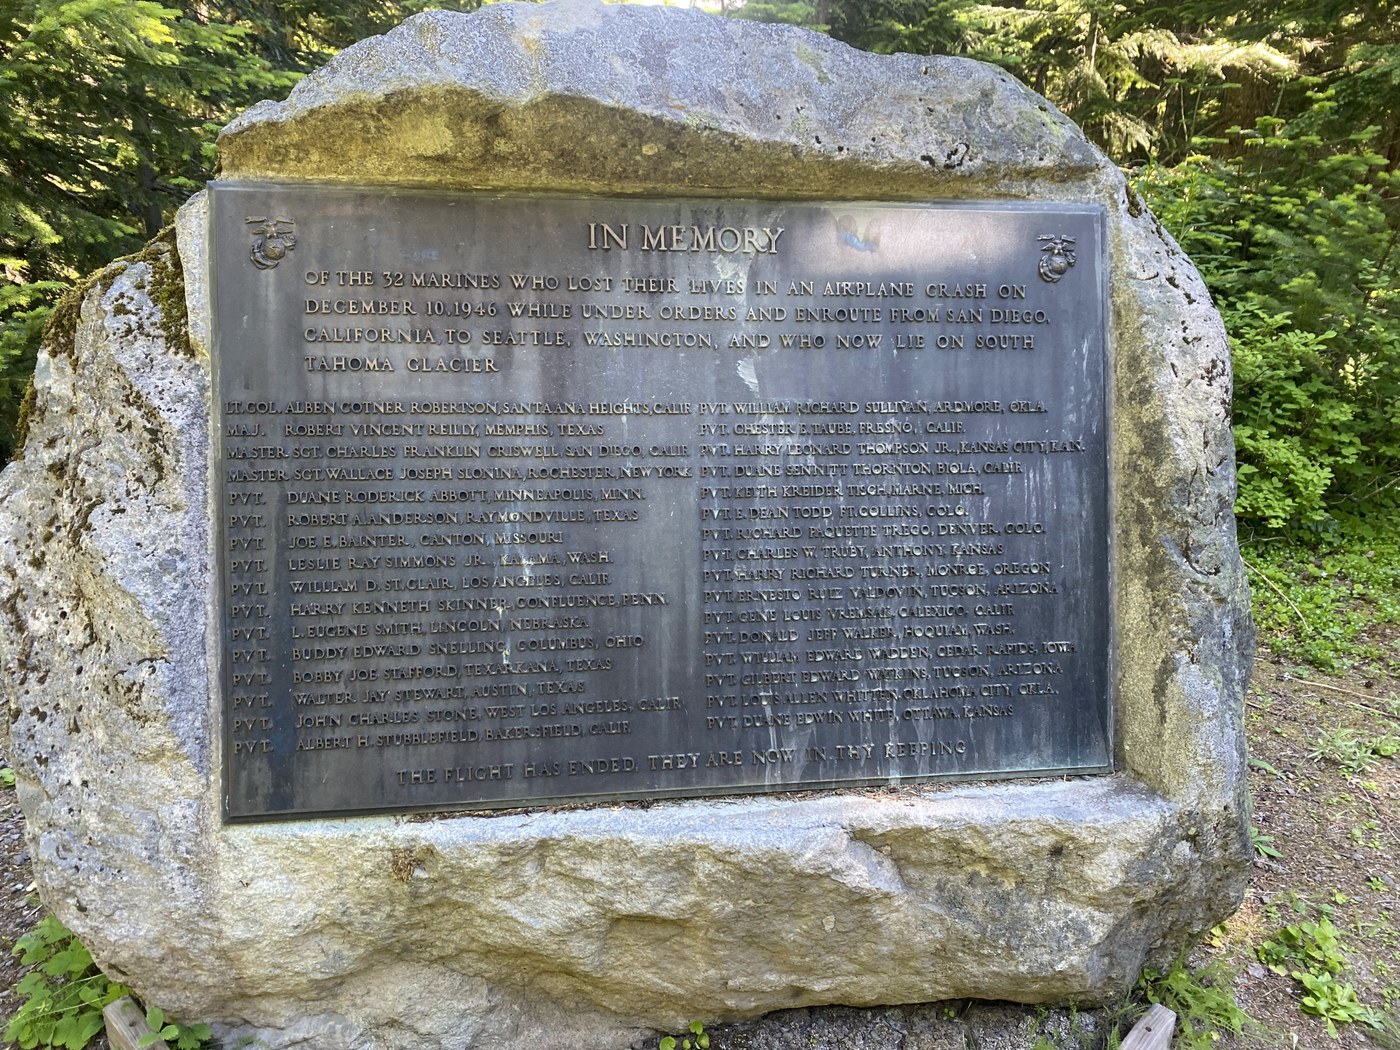 IN MEMORY
OF THE 32 MARINES WHO LOST THEIR LIVES IN AN AIRPLANE CRASH ON
DECEMBER 10, 1946 WHILE UNDER ORDERS AND ENROUTE FROM SAN DIEGO,
CALIFORNIA, TO SEATTLE, WASHINGTON, AND WHO NOW LIE ON SOUTH
TAHOMA GLACIER
LT. COL. ALBEN COTNER ROBERTSON, SANTA ANA HEIGHTS, CALIF.
MAJ. ROBERT VINCENT REILLY, MEMPHIS, TEXAS
MASTER SGT. CHARLES FRANKLIN CRISWELL, SAN DIEGO, CALIF.
MASTER SGT. WALLACE JOSEPH SLONINA, ROCHESTER, NEW YORK
PVT. DUANE RODERICK ABBOTT, MINNEAPOLIS, MINN.
PVT. ROBERT A. ANDERSON, RAYMONDVILLE, TEXAS
PVT. JOE E. BAINTER, CANTON, MISSOURI
PVT. LESLIE RAY SIMMONS JR., KALAMA, WASH.
PVT. WILLIAM D. ST. CLAIR, LOS ANGELES, CALIF.
PVT. HARRY KENNETH SKINNER, CONFLUENCE, PENN.
PVT. L. EUGENE SMITH, LINCOLN, NEBRASKA
PVT. BUDDY EDWARD SNELLING, COLUMBUS, OHIO
PVT. BOBBY JOE STAFFORD, TEXARKANA, TEXAS
PVT. WALTER JAY STEWART, AUSTIN, TEXAS
PVT. JOHN CHARLES STONE, WEST LOS ANGELES, CALIF.
PVT. ALBERT H. STUBBLEFIELD, BAKERSFIELD, CALIF.
PVT. WILLIAM RICHARD SULLIVAN, ARDMORE, OKLA.
PVT. CHESTER E. TAUBE, FRESNO, CALIF.
PVT. HARRY LEONARD THOMPSON JR., KANSAS CITY, KAN.
PVT. DUANE SENNITT THORNTON, BIOLA, CALIF.
PVT. KEITH KREIDER TISCH, MARNE, MICH.
PVT. E. DEAN TODD, FT. COLLINS, COLO.
PVT. RICHARD PAQUETTE TREGO, DENVER, COLO.
PVT. CHARLES W. TRUBY, ANTHONY, KANSAS
PVT. HARRY RICHARD TURNER, MONROE, OREGON
PVT. ERNESTO RUIZ VALDOVIN, TUCSON, ARIZONA
PVT. GENE LOUIS VREMSAK, CALEXICO, CALIF.
PVT. DONALD JEFF WALKER, HOQUIAM, WASH.
PVT. WILLIAM EDWARD WADDEN, CEDAR RAPIDS, IOWA
PVT. GILBERT EDWARD WATKINS, TUCSON, ARIZONA
PVT. LOUIS ALLEN WHITTEN, OKLAHOMA CITY, OKLA.
PVT. DUANE EDWIN WHITE, OTTAWA, KANSAS
THE FLIGHT HAS ENDED, THEY ARE NOW IN THY KEEPING